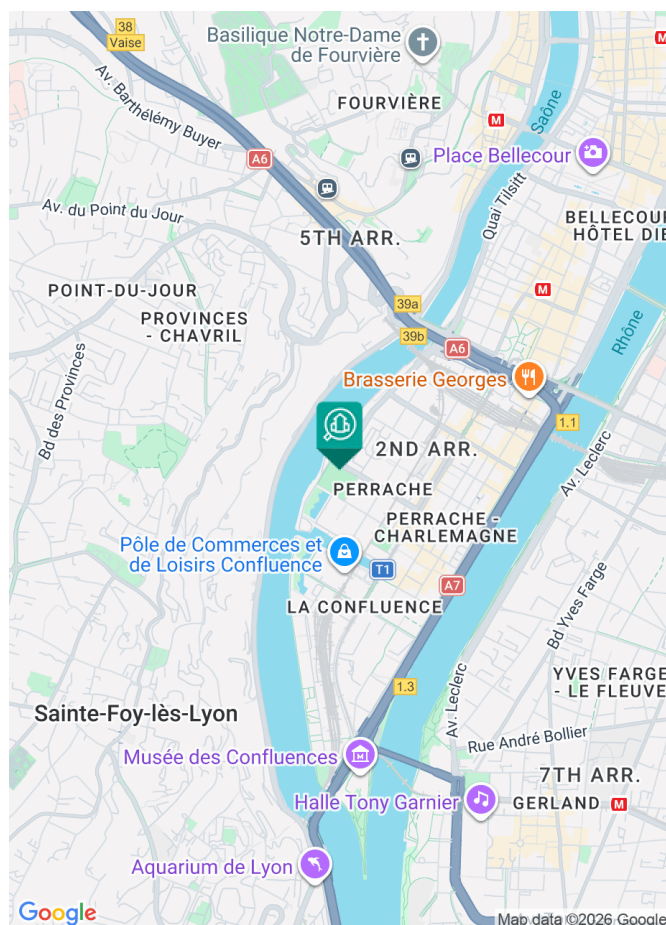 38
Vaise
Basilique Notre-Dame
de Fourvière
M
Av. Barthélémy Buyer
FOURVIÈRE
Saône
M
A6
Place Bellecour
Quai Tilsitt
Av. du Point du Jour
BELLECOUR
HÔTEL DIE
5TH ARR.
POINT-DU-JOUR
M
PROVINCES
- CHAVRIL
39a
Rhône
39b
A6
Brasserie Georges
Bd des Provinces
1.1
2ND ARR.
Av. Leclerc
PERRACHE
PERRACHE -
CHARLEMAGNE
Pôle de Commerces et
de Loisirs Confluence
T1
A7
Bd Yves Farge
LA CONFLUENCE
YVES FARGE
- LE FLEUVE
1.3
Av. Leclerc
Sainte-Foy-lès-Lyon
Rue André Bollier
Musée des Confluences
M
7TH ARR.
Halle Tony Garnier
GERLAND
M
Aquarium de Lyon
Google
Map data ©2026 Google